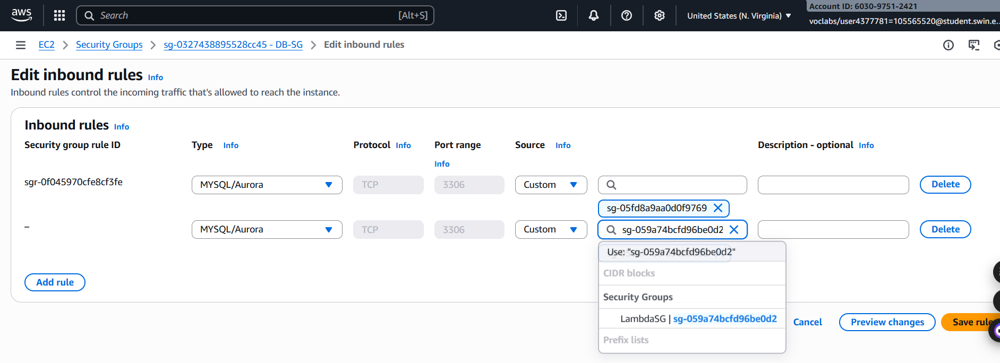 aws
Search [Alt+S]
United States (N. Virginia)
Account ID: 6030-9751-2421
voclabs/user4377781=105565520@student.swin.e...
EC2 > Security Groups > sg-0327438895528cc45 - DB-SG > Edit inbound rules
Edit inbound rules Info
Inbound rules control the incoming traffic that's allowed to reach the instance.
Inbound rules Info
Security group rule ID Type Info Protocol Info Port range Source Info Description - optional Info
Info
sgr-0f045970cfe8cf3fe MYSQL/Aurora TCP 3306 Custom Delete
sg-05fd8a9aa0d0f9769
– MYSQL/Aurora TCP 3306 Custom sg-059a74bcfd96be0d2 Delete
Use: "sg-059a74bcfd96be0d2"
CIDR blocks
Add rule
Security Groups
LambdaSG | sg-059a74bcfd96be0d2
Cancel Preview changes Save rule
Prefix lists